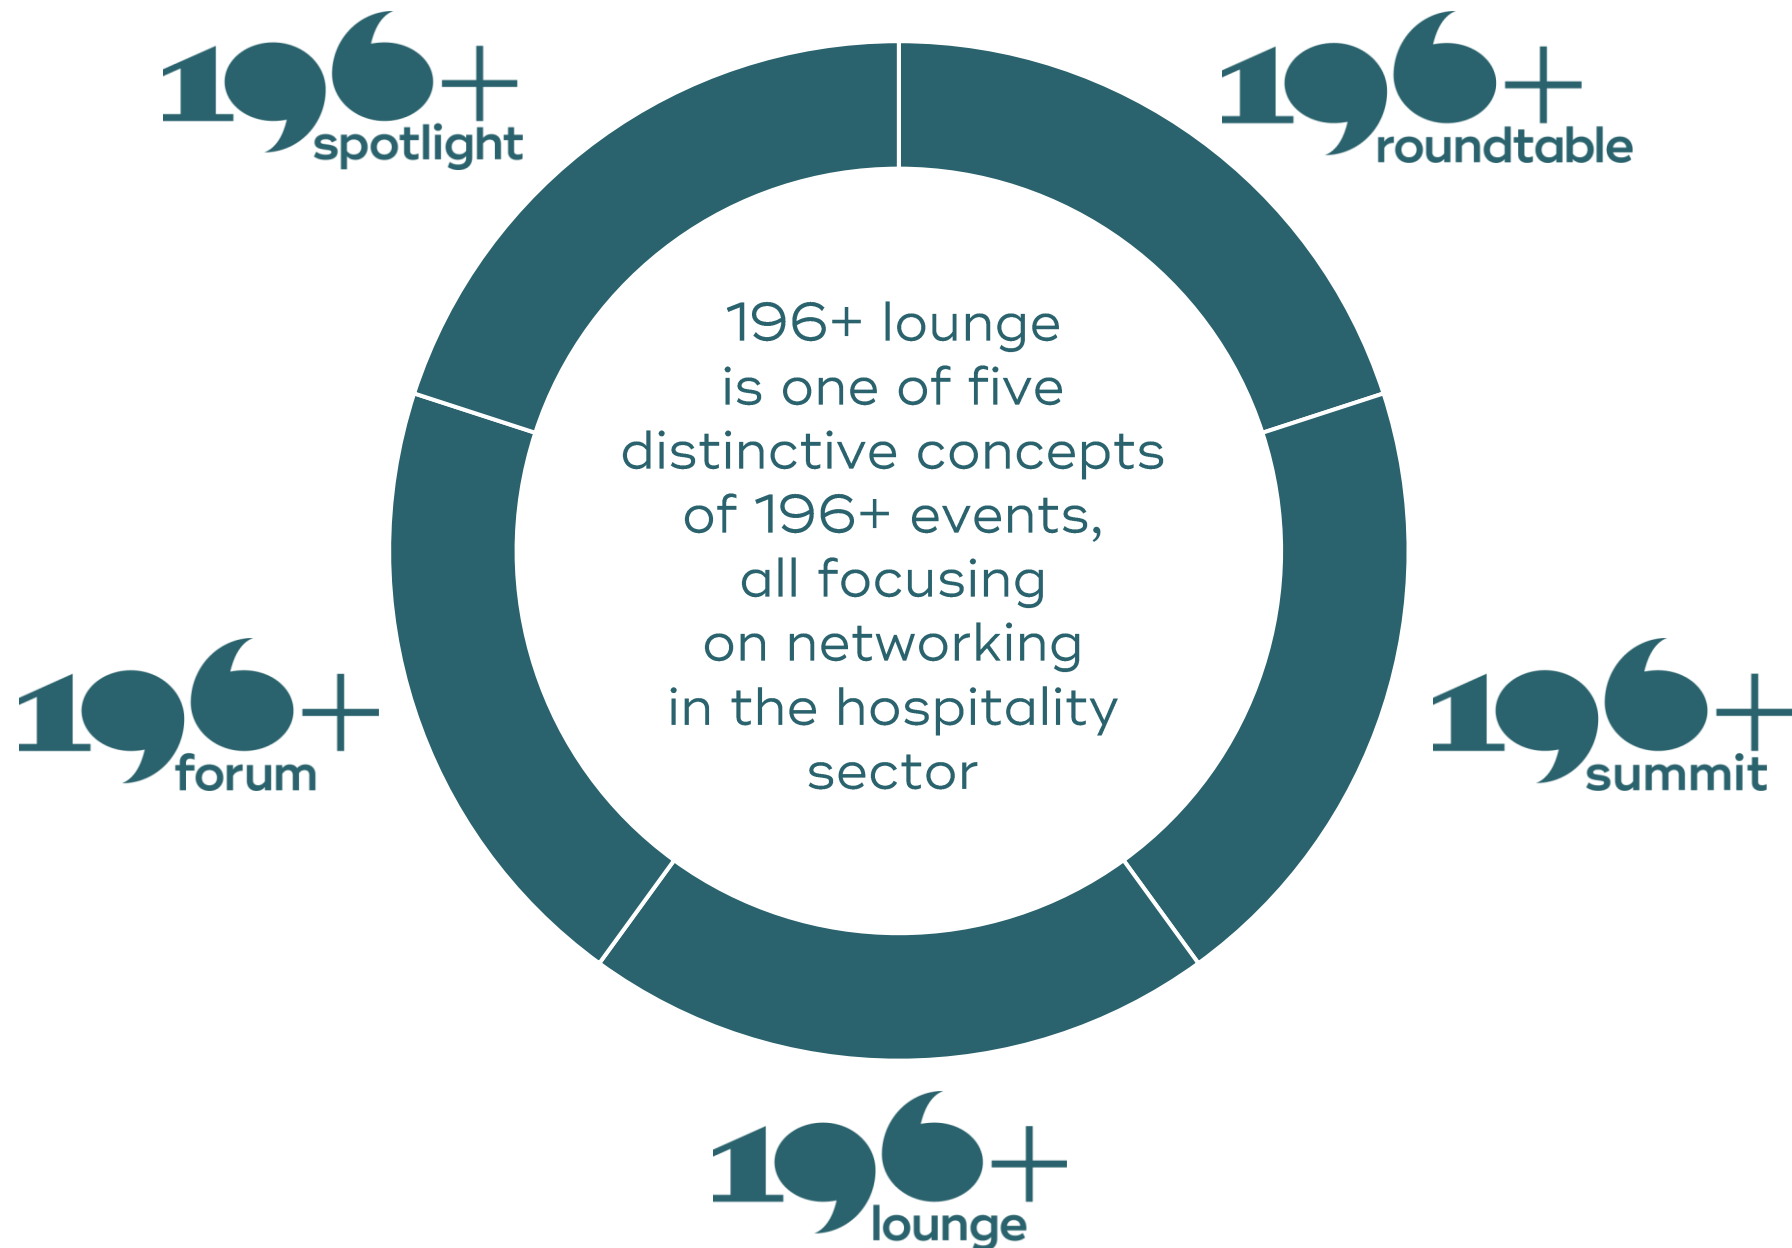 196+
spotlight
196+
roundtable
196+ lounge
is one of five
distinctive concepts
of 196+ events,
all focusing
on networking
in the hospitality
sector
196+
forum
196+
summit
196+
lounge